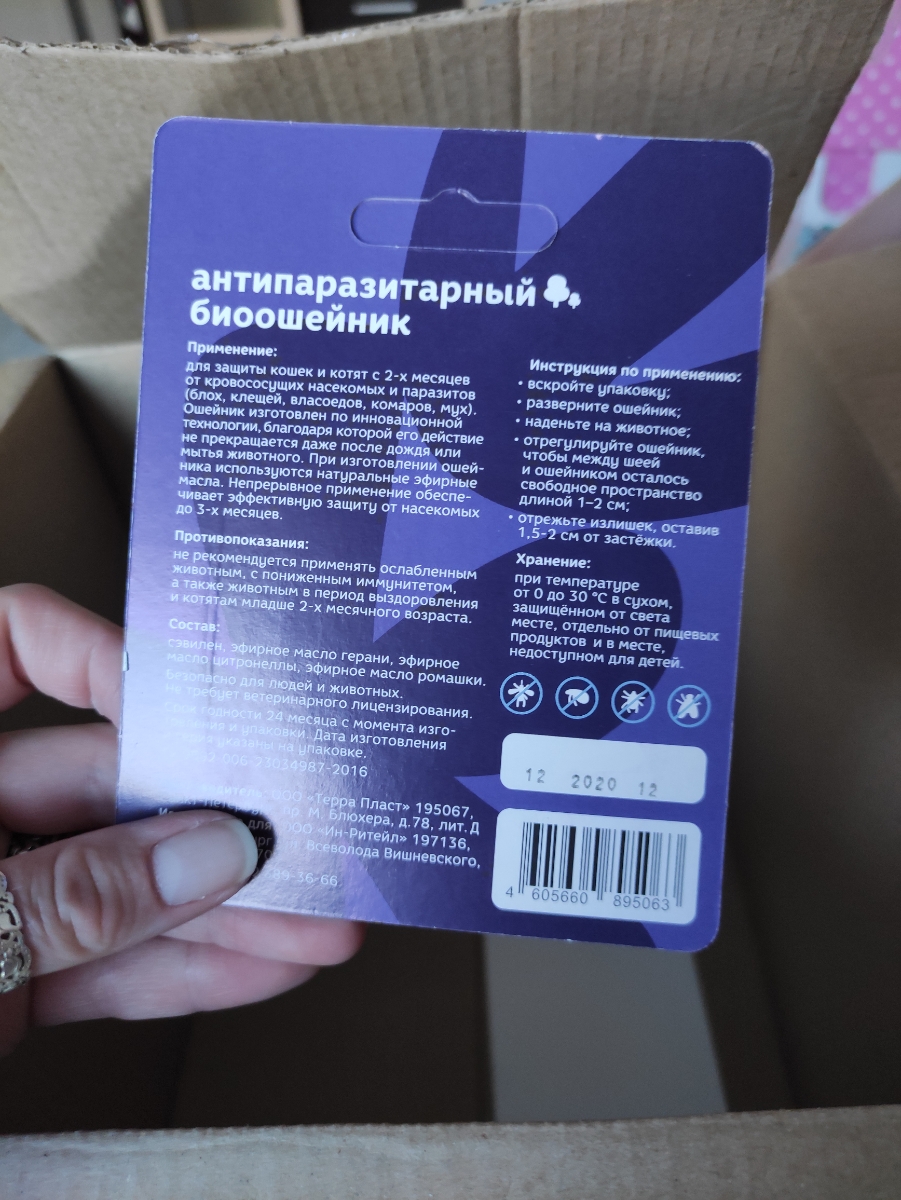 антипаразитарный
биоошейник
Применение:
для защиты кошек и котят с 2-х месяцев
от кровососущих насекомых и паразитов
(блох, клещей, власоедов, комаров, мух).
Ошейник изготовлен по инновационной
технологии, благодаря которой его действие
не прекращается даже после дождя или
мытья животного. При изготовлении ошей-
ника используются натуральные эфирные
масла. Непрерывное применение обеспе-
чивает эффективную защиту от насекомых
до 3-х месяцев.
Противопоказания:
не рекомендуется применять ослабленным
животным, с пониженным иммунитетом,
а также животным в период выздоровления
и котятам младше 2-х месячного возраста.
Состав:
сэвилен, эфирное масло герани, эфирное
масло цитронеллы, эфирное масло ромашки.
Безопасно для людей и животных.
Не требует ветеринарного лицензирования.
Срок годности 24 месяца с момента изго-
и упаковки. Дата изготовления
указаны на упаковке.
006-23034987-2016
ООО «Терра Пласт» 195067,
пр. М. Блюхера, д.78, лит. Д
для ООО «Ин-Ритейл» 197136,
Всеволода Вишневского,
89-36-66
Инструкция по применению:
• вскройте упаковку;
• разверните ошейник;
• наденьте на животное;
• отрегулируйте ошейник,
чтобы между шеей
и ошейником осталось
свободное пространство
длиной 1–2 см;
• отрежьте излишек, оставив
1,5-2 см от застёжки.
Хранение:
при температуре
от 0 до 30 °C в сухом,
защищённом от света
месте, отдельно от пищевых
продуктов и в месте,
недоступном для детей.
12 2020 12
4 605660 895063